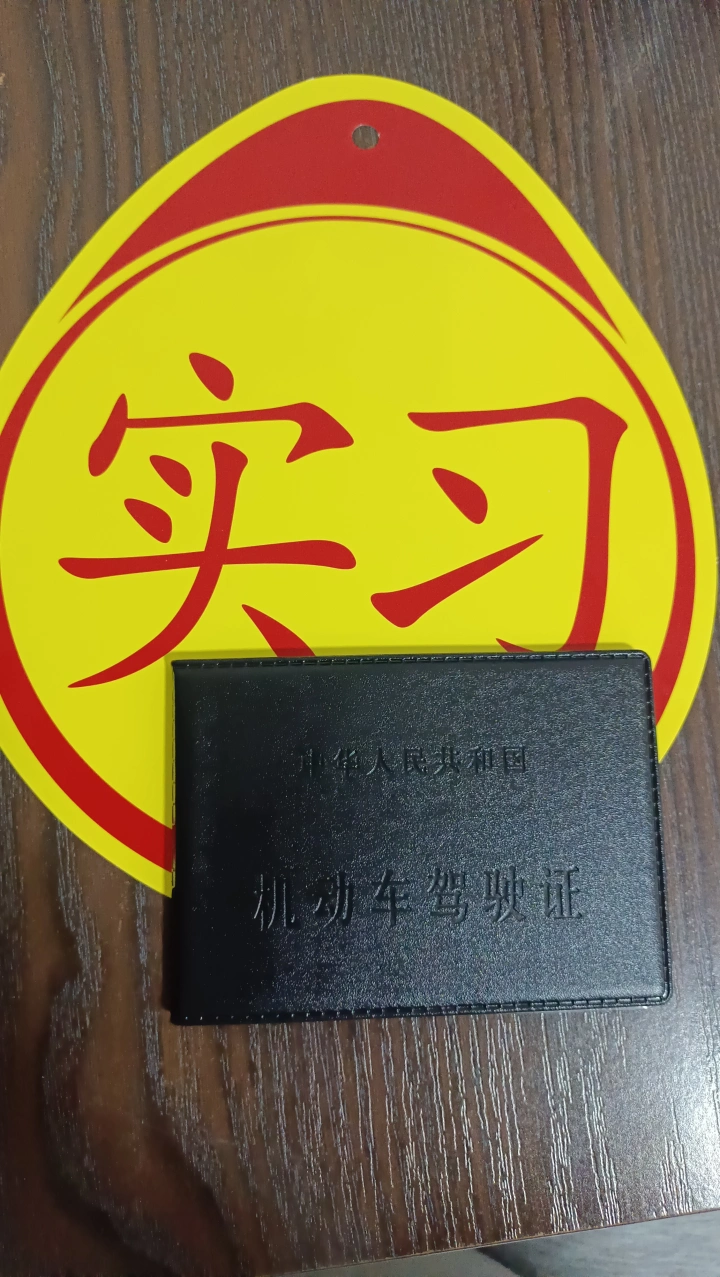 实习
中华人民共和国
机动车驾驶证